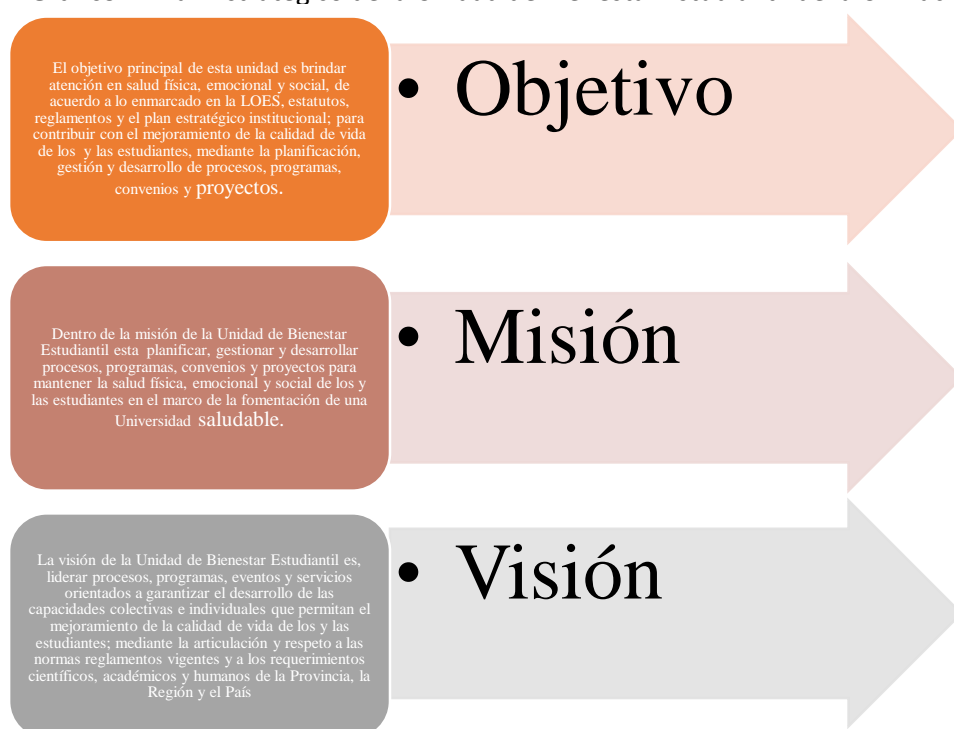 El objetivo principal de esta unidad es brindar
atención en salud física, emocional y social, de
acuerdo a lo enmarcado en la LOES, estatutos,
reglamentos y el plan estratégico institucional; para
contribuir con el mejoramiento de la calidad de vida
de los y las estudiantes, mediante la planificación,
gestión y desarrollo de procesos, programas,
convenios y proyectos.
• Objetivo
Dentro de la misión de la Unidad de Bienestar
Estudiantil esta planificar, gestionar y desarrollar
procesos, programas, convenios y proyectos para
mantener la salud física, emocional y social de los y
las estudiantes en el marco de la fomentación de una
Universidad saludable.
• Misión
La visión de la Unidad de Bienestar Estudiantil es,
liderar procesos, programas, eventos y servicios
orientados a garantizar el desarrollo de las
capacidades colectivas e individuales que permitan el
mejoramiento de la calidad de vida de los y las
estudiantes; mediante la articulación y respeto a las
normas reglamentos vigentes y a los requerimientos
científicos, académicos y humanos de la Provincia, la
Región y el País
• Visión